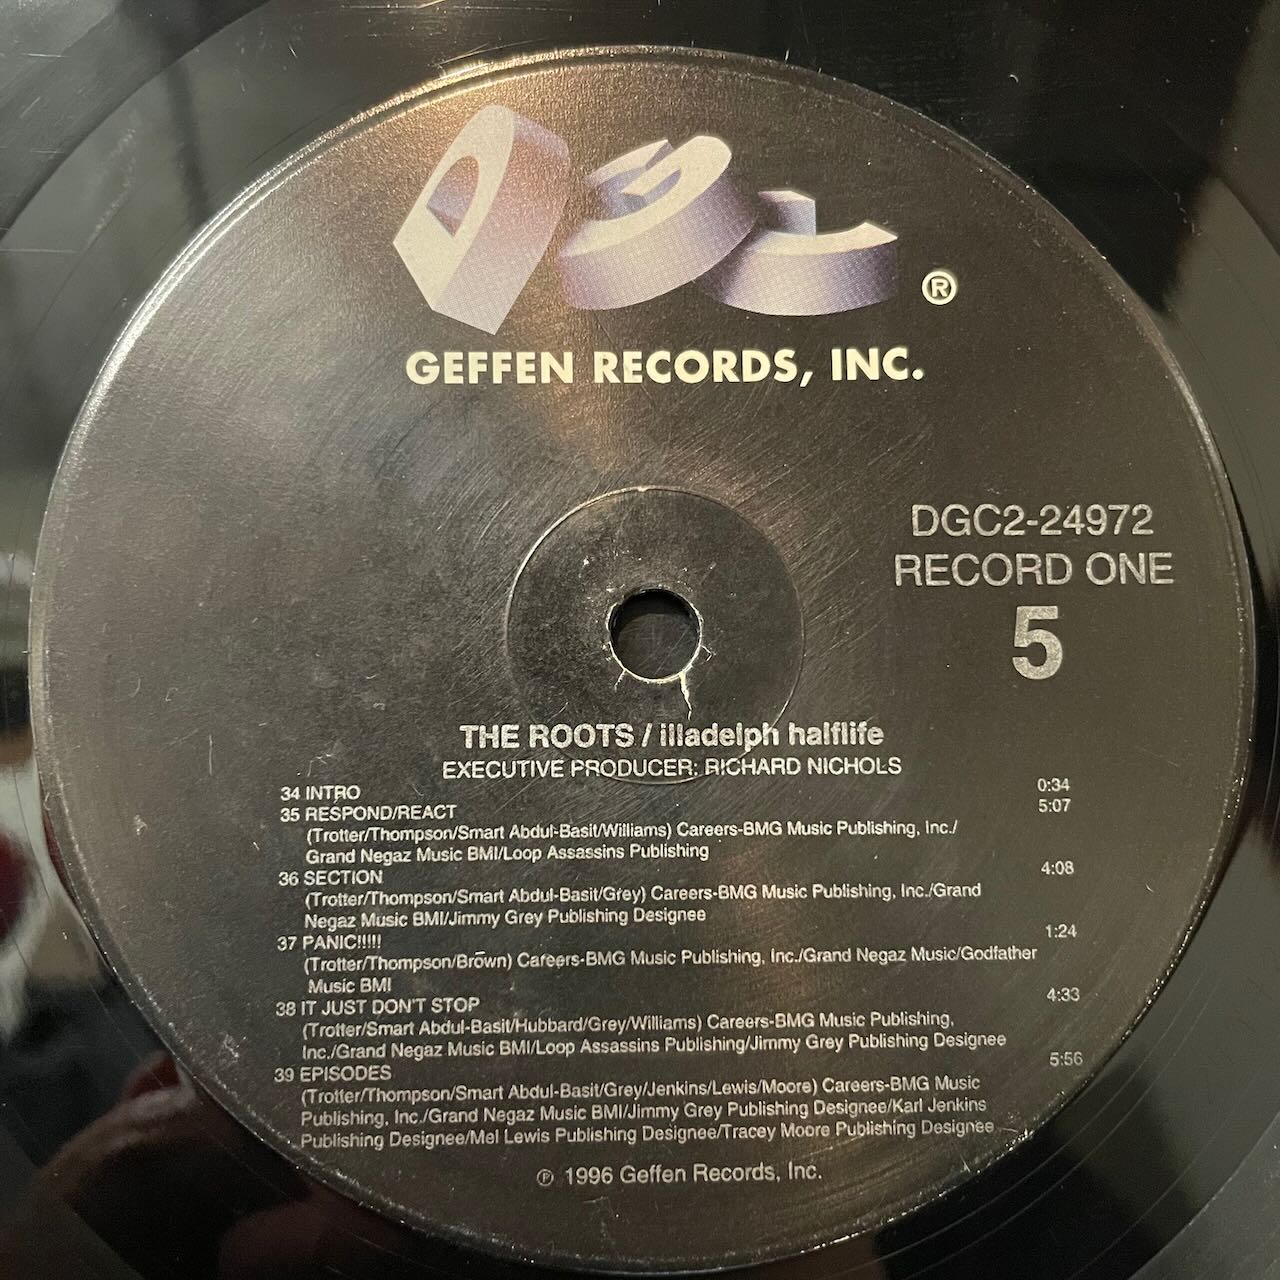 DGC
®
GEFFEN RECORDS, INC.
DGC2-24972
RECORD ONE
5
THE ROOTS / illadelph halflife
EXECUTIVE PRODUCER: RICHARD NICHOLS
34 INTRO 0:34
35 RESPOND/REACT 5:07
(Trotter/Thompson/Smart Abdul-Basit/Williams) Careers-BMG Music Publishing, Inc./
Grand Negaz Music BMI/Loop Assassins Publishing
36 SECTION 4:08
(Trotter/Thompson/Smart Abdul-Basit/Grey) Careers-BMG Music Publishing, Inc./Grand
Negaz Music BMI/Jimmy Grey Publishing Designee
37 PANIC!!!!! 1:24
(Trotter/Thompson/Brown) Careers-BMG Music Publishing, Inc./Grand Negaz Music/Godfather
Music BMI
38 IT JUST DON'T STOP 4:33
(Trotter/Smart Abdul-Basit/Hubbard/Grey/Williams) Careers-BMG Music Publishing,
Inc./Grand Negaz Music BMI/Loop Assassins Publishing/Jimmy Grey Publishing Designee
39 EPISODES 5:56
(Trotter/Thompson/Smart Abdul-Basit/Grey/Jenkins/Lewis/Moore) Careers-BMG Music
Publishing, Inc./Grand Negaz Music BMI/Jimmy Grey Publishing Designee/Karl Jenkins
Publishing Designee/Mel Lewis Publishing Designee/Tracey Moore Publishing Designee
℗ 1996 Geffen Records, Inc.